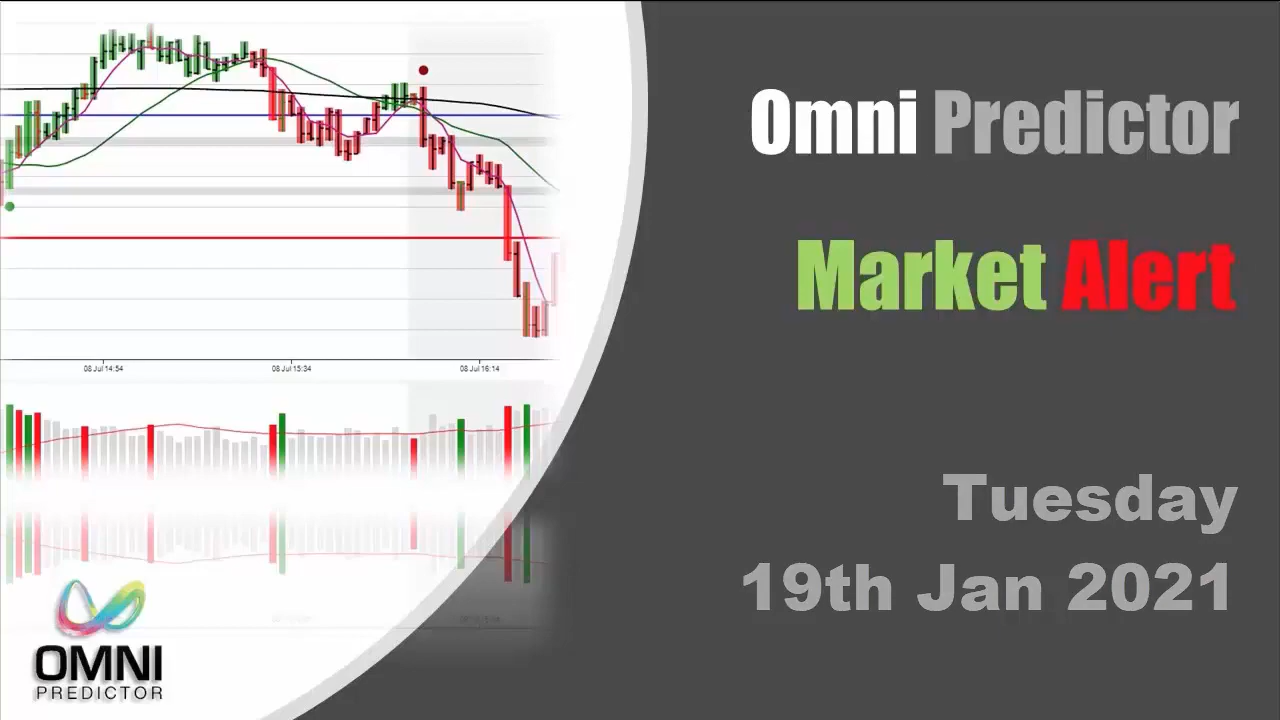 Omni Predictor
Market Alert
Tuesday
19th Jan 2021
08 Jul 14:54
08 Jul 15:34
08 Jul 16:14
OMNI
PREDICTOR